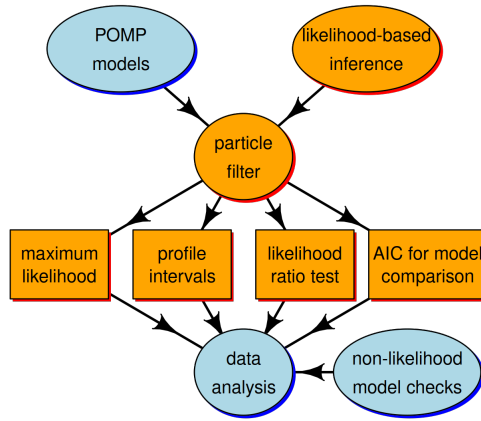 POMP
models
likelihood-based
inference
particle
filter
maximum
likelihood
profile
intervals
likelihood
ratio test
AIC for model
comparison
data
analysis
non-likelihood
model checks